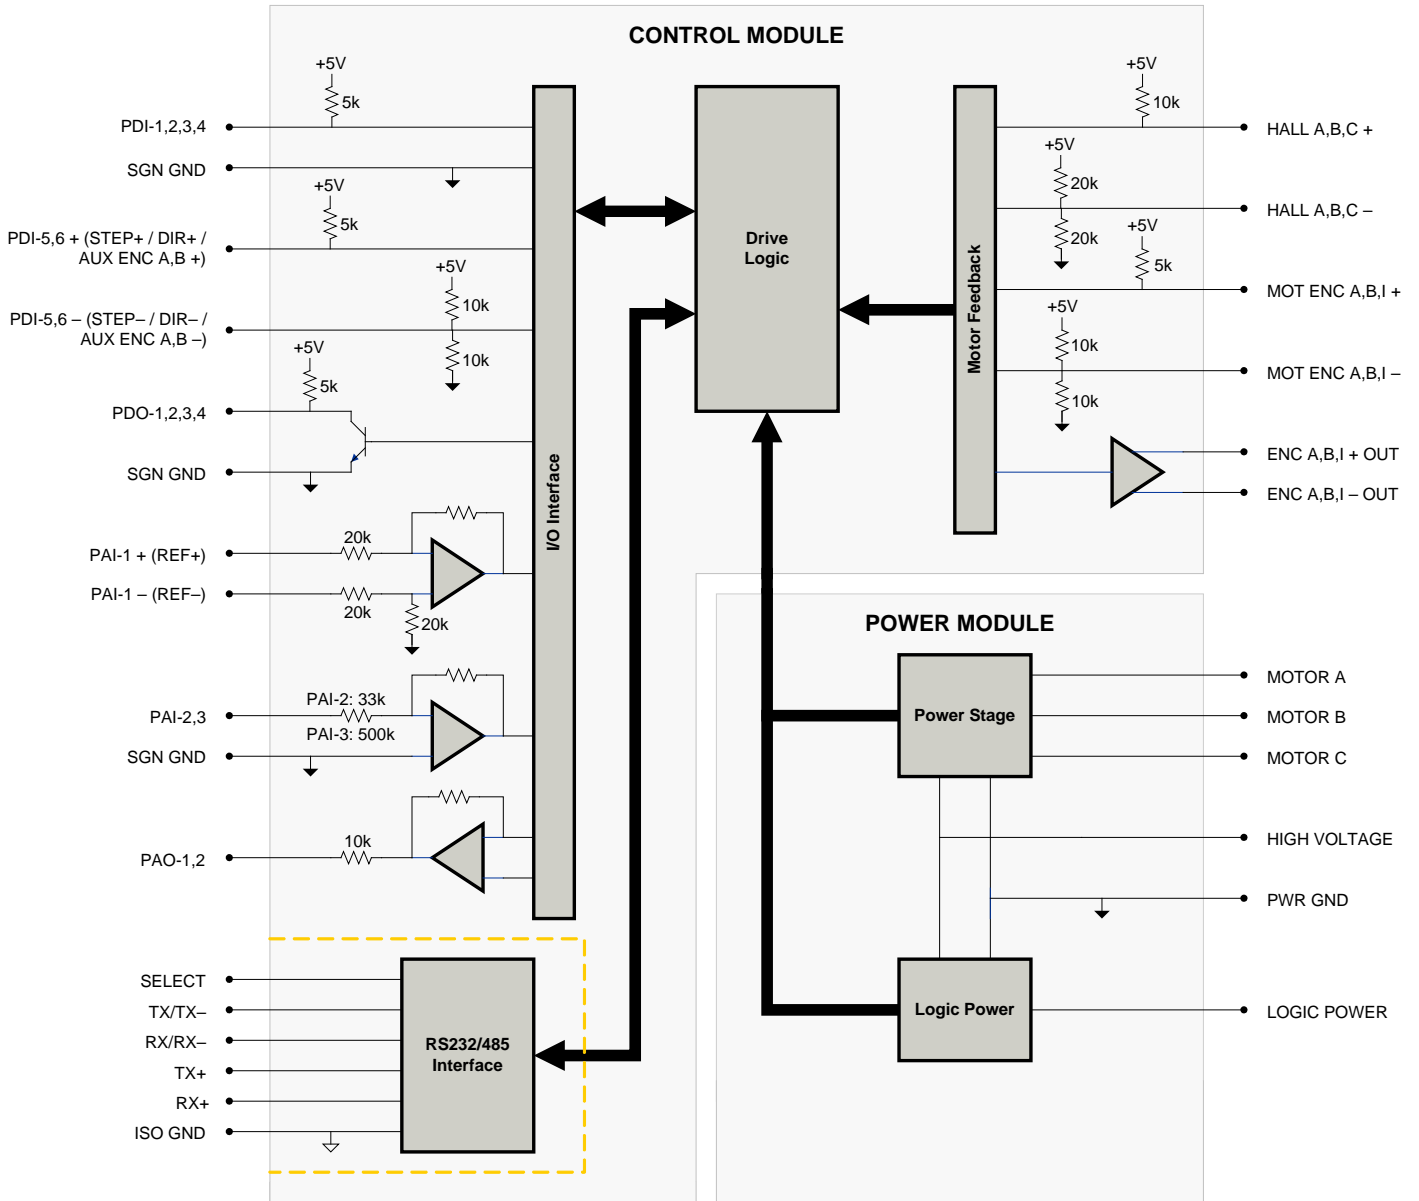 CONTROL MODULE
+5V
5k
PDI-1,2,3,4
SGN GND
+5V
5k
PDI-5,6 + (STEP+ / DIR+ /
AUX ENC A,B +)
+5V
10k
PDI-5,6 – (STEP– / DIR– /
AUX ENC A,B –)
10k
+5V
5k
PDO-1,2,3,4
SGN GND
20k
PAI-1 + (REF+)
PAI-1 – (REF–)
20k
20k
PAI-2: 33k
PAI-2,3
PAI-3: 500k
SGN GND
10k
PAO-1,2
I/O Interface
SELECT
TX/TX–
RX/RX–
TX+
RX+
ISO GND
RS232/485
Interface
Drive
Logic
Motor Feedback
+5V
10k
HALL A,B,C +
+5V
20k
HALL A,B,C –
20k
+5V
5k
MOT ENC A,B,I +
+5V
10k
MOT ENC A,B,I –
10k
ENC A,B,I + OUT
ENC A,B,I – OUT
POWER MODULE
Power Stage
MOTOR A
MOTOR B
MOTOR C
HIGH VOLTAGE
PWR GND
Logic Power
LOGIC POWER